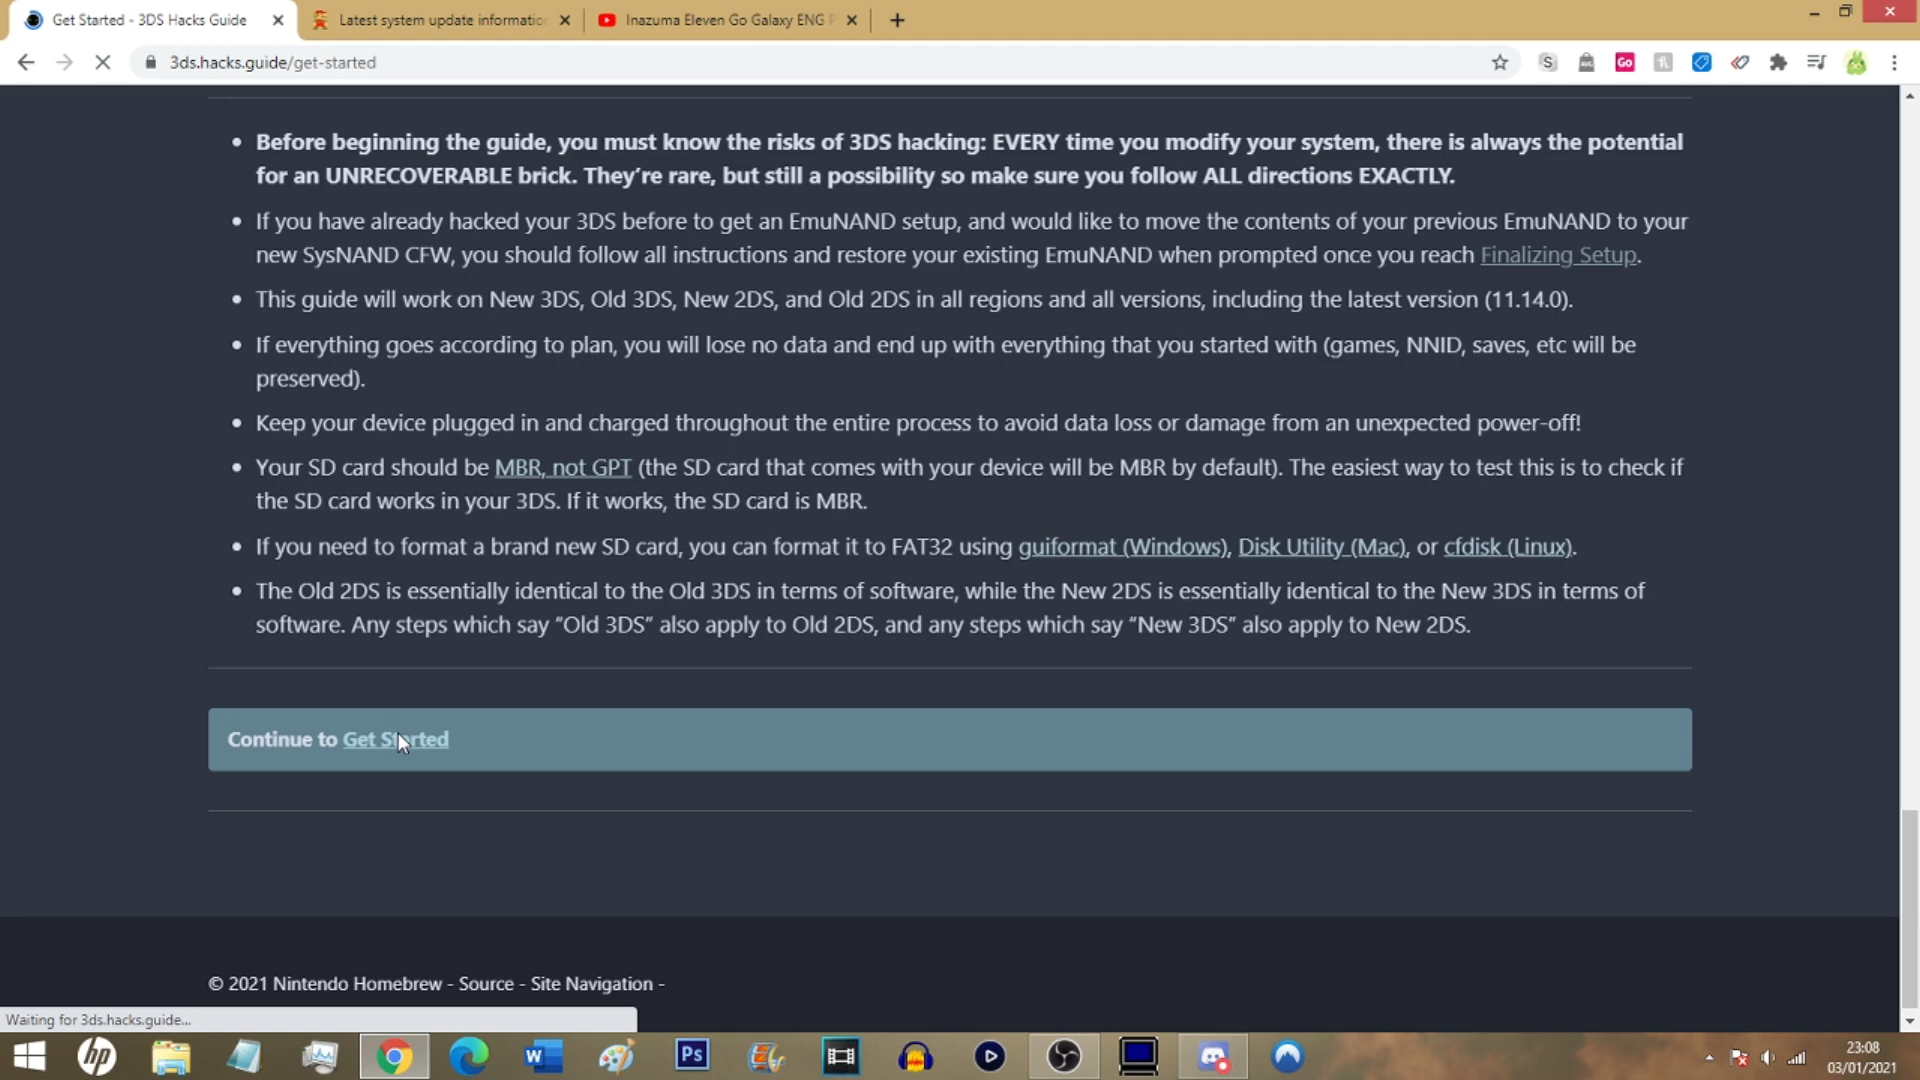 Get Started - 3DS Hacks Guide
Latest system update informatio
Inazuma Eleven Go Galaxy ENG
3ds.hacks.guide/get-started
Before beginning the guide, you must know the risks of 3DS hacking: EVERY time you modify your system, there is always the potential
for an UNRECOVERABLE brick. They're rare, but still a possibility so make sure you follow ALL directions EXACTLY.
If you have already hacked your 3DS before to get an EmuNAND setup, and would like to move the contents of your previous EmuNAND to your
new SysNAND CFW, you should follow all instructions and restore your existing EmuNAND when prompted once you reach Finalizing Setup.
This guide will work on New 3DS, Old 3DS, New 2DS, and Old 2DS in all regions and all versions, including the latest version (11.14.0).
If everything goes according to plan, you will lose no data and end up with everything that you started with (games, NNID, saves, etc will be
preserved).
Keep your device plugged in and charged throughout the entire process to avoid data loss or damage from an unexpected power-off!
Your SD card should be MBR, not GPT (the SD card that comes with your device will be MBR by default). The easiest way to test this is to check if
the SD card works in your 3DS. If it works, the SD card is MBR.
If you need to format a brand new SD card, you can format it to FAT32 using guiformat (Windows), Disk Utility (Mac), or cfdisk (Linux).
The Old 2DS is essentially identical to the Old 3DS in terms of software, while the New 2DS is essentially identical to the New 3DS in terms of
software. Any steps which say “Old 3DS” also apply to Old 2DS, and any steps which say “New 3DS” also apply to New 2DS.
Continue to Get Started
© 2021 Nintendo Homebrew - Source - Site Navigation -
Waiting for 3ds.hacks.guide...
23:08
03/01/2021